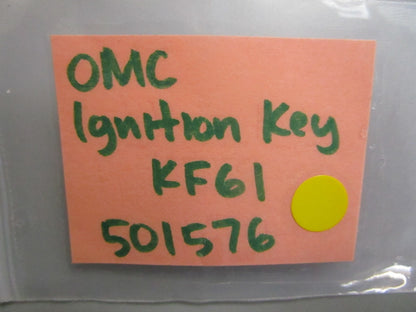 OMC
Ignition Key
KF61
501576